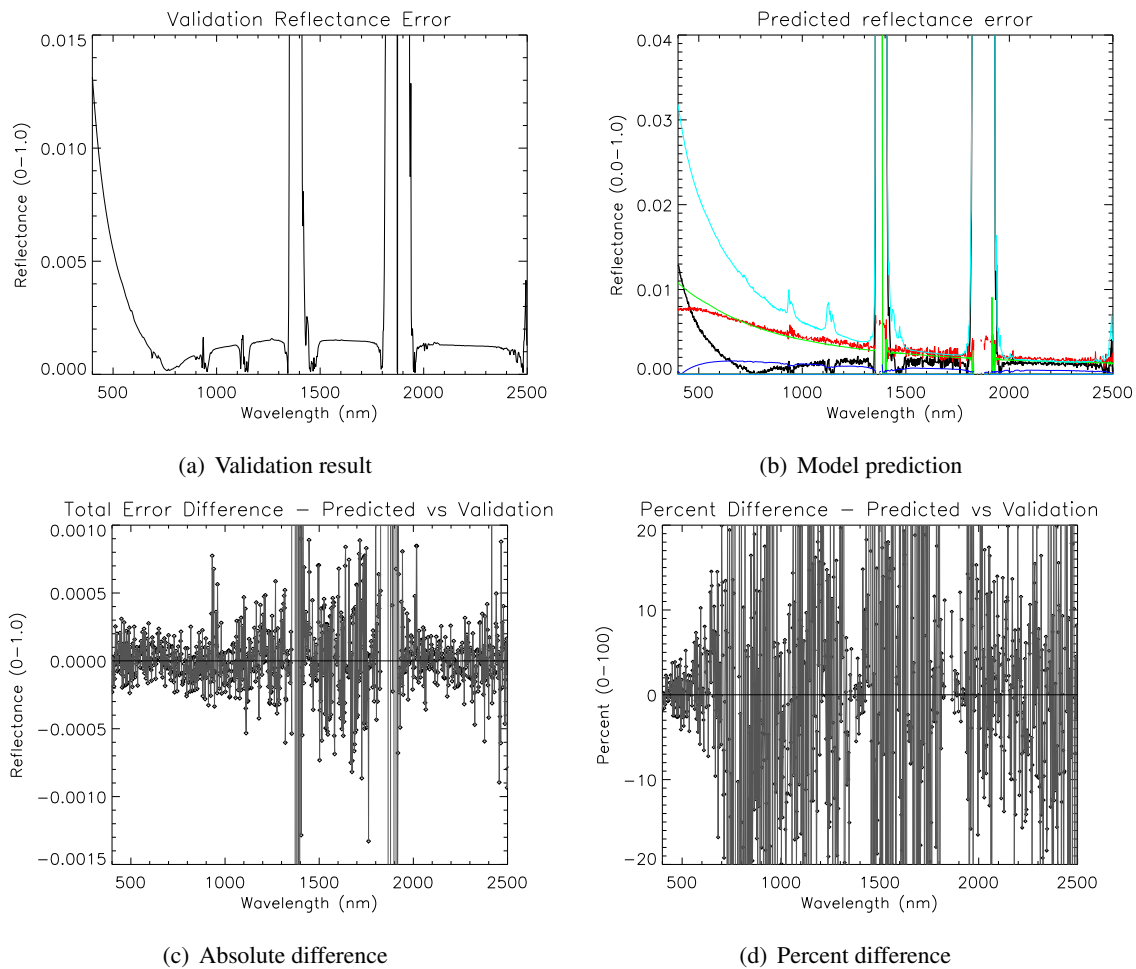 Validation Reflectance Error
0.015
0.010
0.005
0.000
Reflectance (0-1.0)
500 1000 1500 2000 2500
Wavelength (nm)
(a) Validation result
Predicted reflectance error
0.04
0.03
0.02
0.01
0.00
Reflectance (0.0-1.0)
500 1000 1500 2000 2500
Wavelength (nm)
(b) Model prediction
Total Error Difference - Predicted vs Validation
0.0010
0.0005
0.0000
-0.0005
-0.0010
-0.0015
Reflectance (0-1.0)
500 1000 1500 2000 2500
Wavelength (nm)
(c) Absolute difference
Percent Difference - Predicted vs Validation
20
10
0
-10
-20
Percent (0-100)
500 1000 1500 2000 2500
Wavelength (nm)
(d) Percent difference